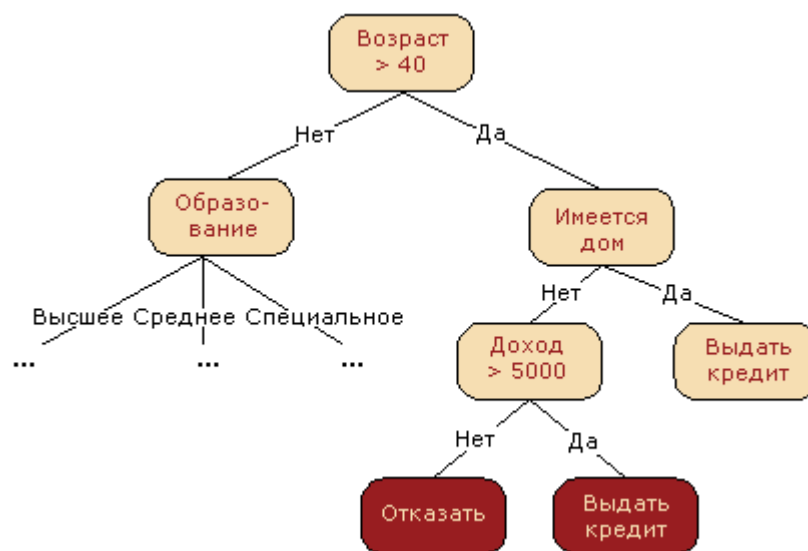 Возраст
> 40
Нет
Да
Образо-
вание
Имеется
дом
Высшее Среднее Специальное
Нет
Да
... ... ...
Доход
> 5000
Выдать
кредит
Нет
Да
Отказать
Выдать
кредит